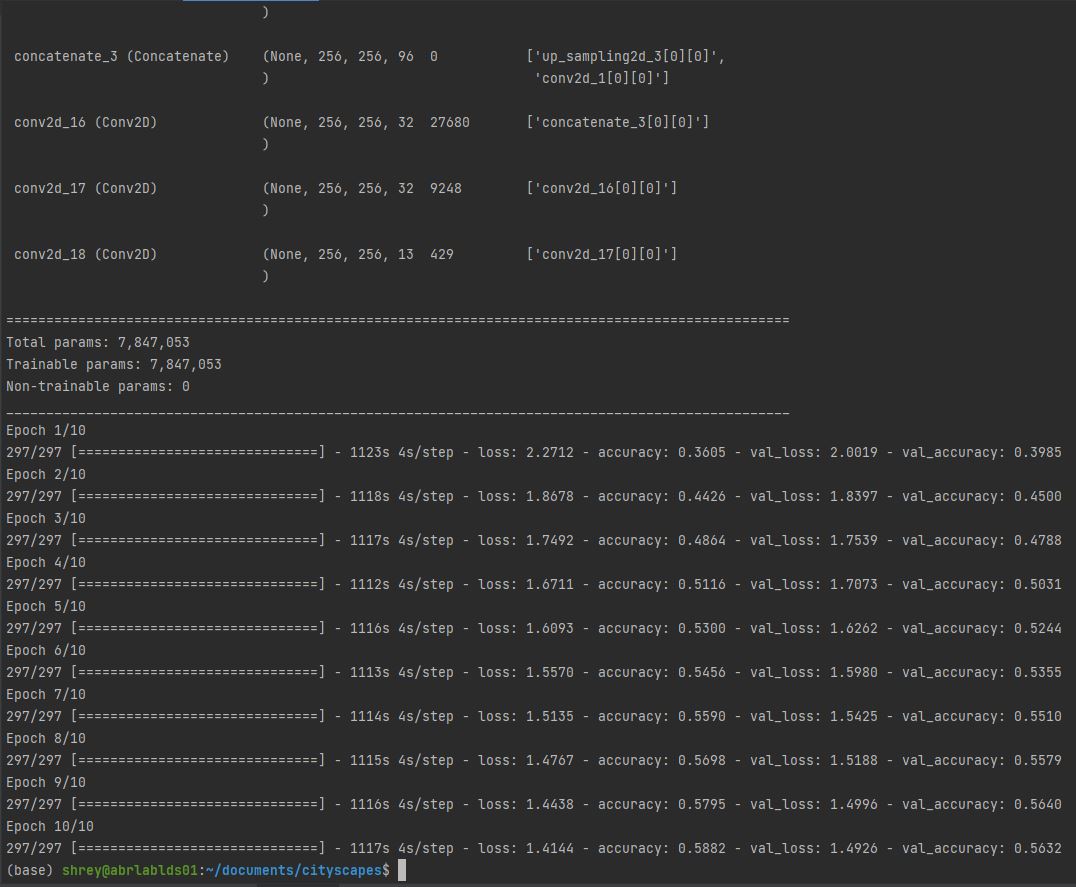 )
concatenate_3 (Concatenate) (None, 256, 256, 96 0 ['up_sampling2d_3[0][0]',
) 'conv2d_1[0][0]']
conv2d_16 (Conv2D) (None, 256, 256, 32 27680 ['concatenate_3[0][0]']
)
conv2d_17 (Conv2D) (None, 256, 256, 32 9248 ['conv2d_16[0][0]']
)
conv2d_18 (Conv2D) (None, 256, 256, 13 429 ['conv2d_17[0][0]']
)
==================================================================================================
Total params: 7,847,053
Trainable params: 7,847,053
Non-trainable params: 0
__________________________________________________________________________________________________
Epoch 1/10
297/297 [==============================] - 1123s 4s/step - loss: 2.2712 - accuracy: 0.3605 - val_loss: 2.0019 - val_accuracy: 0.3985
Epoch 2/10
297/297 [==============================] - 1118s 4s/step - loss: 1.8678 - accuracy: 0.4426 - val_loss: 1.8397 - val_accuracy: 0.4500
Epoch 3/10
297/297 [==============================] - 1117s 4s/step - loss: 1.7492 - accuracy: 0.4864 - val_loss: 1.7539 - val_accuracy: 0.4788
Epoch 4/10
297/297 [==============================] - 1112s 4s/step - loss: 1.6711 - accuracy: 0.5116 - val_loss: 1.7073 - val_accuracy: 0.5031
Epoch 5/10
297/297 [==============================] - 1116s 4s/step - loss: 1.6093 - accuracy: 0.5300 - val_loss: 1.6262 - val_accuracy: 0.5244
Epoch 6/10
297/297 [==============================] - 1113s 4s/step - loss: 1.5570 - accuracy: 0.5456 - val_loss: 1.5980 - val_accuracy: 0.5355
Epoch 7/10
297/297 [==============================] - 1114s 4s/step - loss: 1.5135 - accuracy: 0.5590 - val_loss: 1.5425 - val_accuracy: 0.5510
Epoch 8/10
297/297 [==============================] - 1115s 4s/step - loss: 1.4767 - accuracy: 0.5698 - val_loss: 1.5188 - val_accuracy: 0.5579
Epoch 9/10
297/297 [==============================] - 1116s 4s/step - loss: 1.4438 - accuracy: 0.5795 - val_loss: 1.4996 - val_accuracy: 0.5640
Epoch 10/10
297/297 [==============================] - 1117s 4s/step - loss: 1.4144 - accuracy: 0.5882 - val_loss: 1.4926 - val_accuracy: 0.5632
(base) shrey@abrlablds01:~/documents/cityscapes$